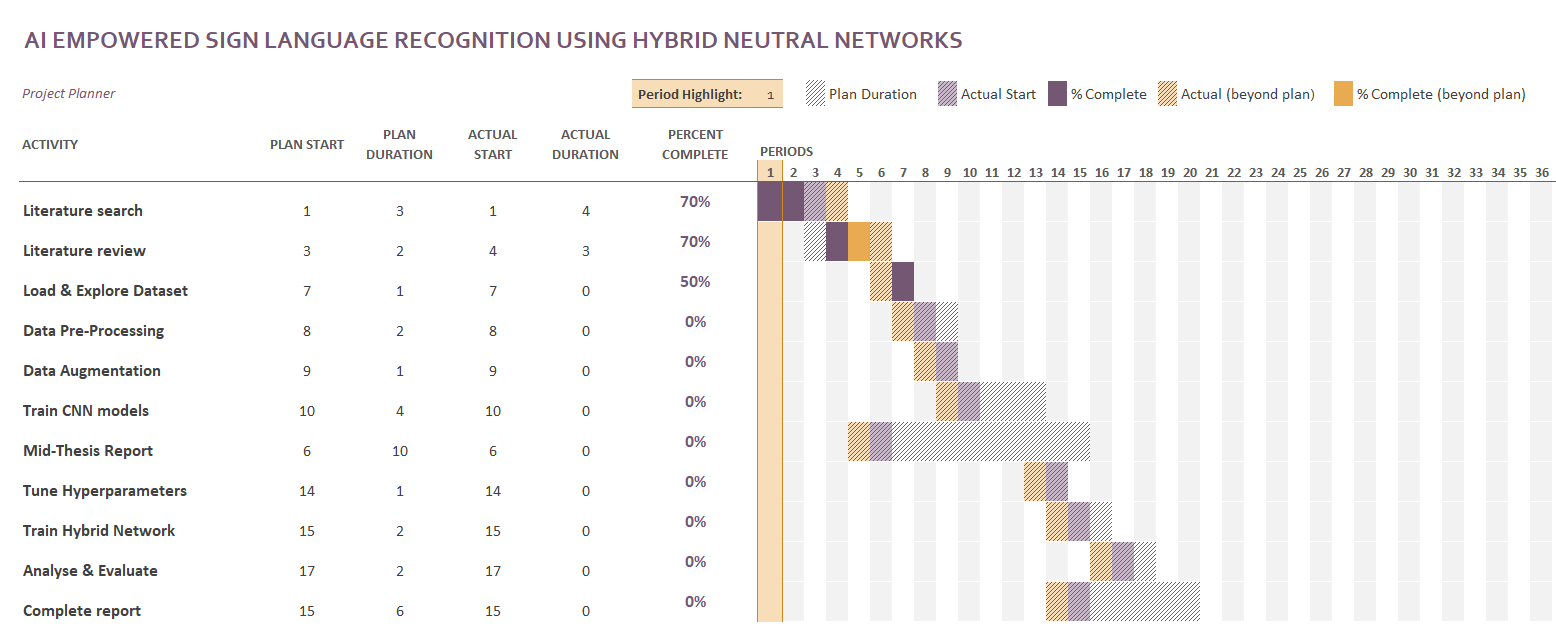 AI EMPOWERED SIGN LANGUAGE RECOGNITION USING HYBRID NEUTRAL NETWORKS
Project Planner
Period Highlight: 1
Plan Duration
Actual Start
% Complete
Actual (beyond plan)
% Complete (beyond plan)
ACTIVITY PLAN START PLAN DURATION ACTUAL START ACTUAL DURATION PERCENT COMPLETE PERIODS
1 2 3 4 5 6 7 8 9 10 11 12 13 14 15 16 17 18 19 20 21 22 23 24 25 26 27 28 29 30 31 32 33 34 35 36
Literature search 1 3 1 4 70%
Literature review 3 2 4 3 70%
Load & Explore Dataset 7 1 7 0 50%
Data Pre-Processing 8 2 8 0 0%
Data Augmentation 9 1 9 0 0%
Train CNN models 10 4 10 0 0%
Mid-Thesis Report 6 10 6 0 0%
Tune Hyperparameters 14 1 14 0 0%
Train Hybrid Network 15 2 15 0 0%
Analyse & Evaluate 17 2 17 0 0%
Complete report 15 6 15 0 0%